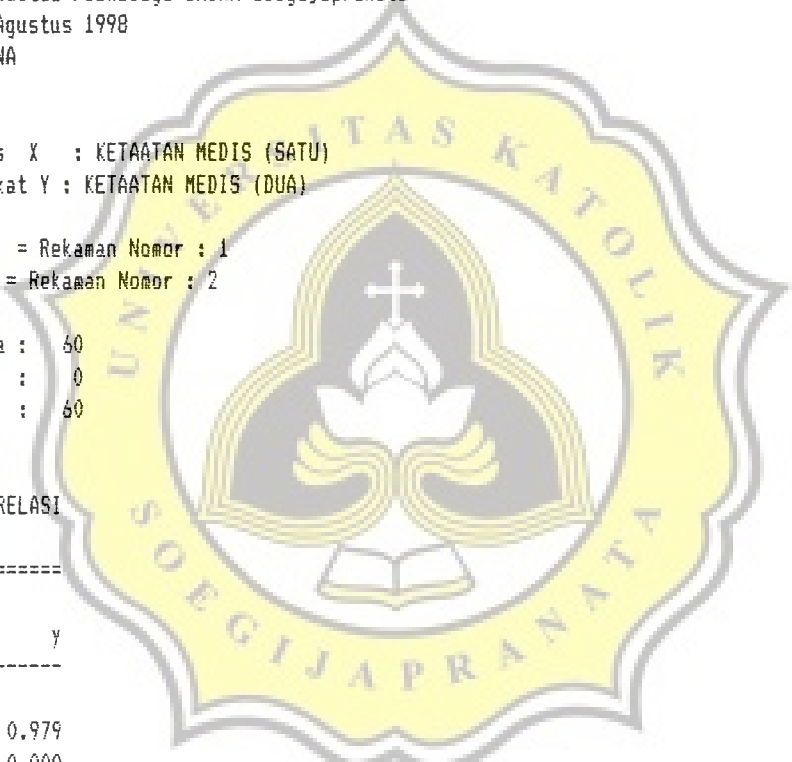 Agustus 1998
X : KETAATAN MEDIS (SATU)
kat Y : KETAATAN MEDIS (DUA)
= Rekaman Nomor : 1
= Rekaman Nomor : 2
: 60
: 0
: 60
RELASI
======
Y
------
0.979
0.000
UNIVERSITAS KATOLIK
SOEGIJAPRANATA